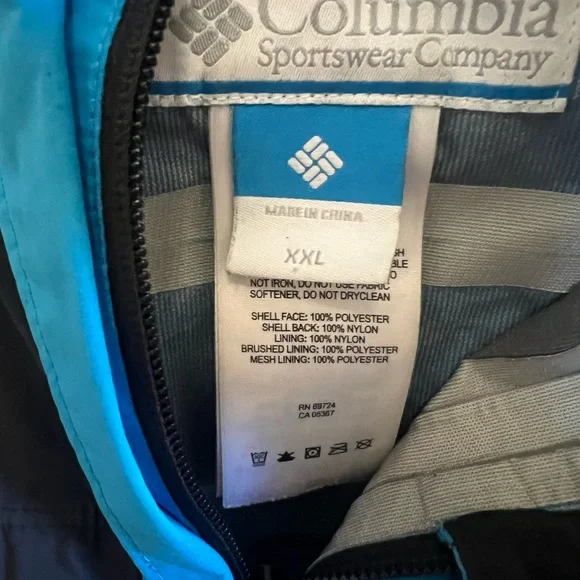 Columbia
Sportswear Company
MADE IN CHINA
XXL
NOT IRON, DO NOT USE FABRIC
SOFTENER, DO NOT DRYCLEAN
SHELL FACE: 100% POLYESTER
SHELL BACK: 100% NYLON
LINING: 100% NYLON
BRUSHED LINING: 100% POLYESTER
MESH LINING: 100% POLYESTER
RN 69724
CA 05367